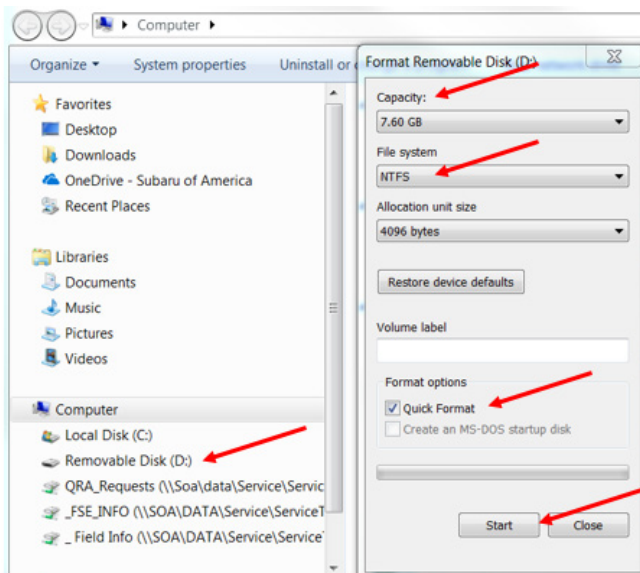 Computer
Organize
System properties
Uninstall or
Favorites
Desktop
Downloads
OneDrive - Subaru of America
Recent Places
Libraries
Documents
Music
Pictures
Videos
Computer
Local Disk (C:)
Removable Disk (D:)
QRA_Requests (\\Soa\data\Service\Servic
_FSE_INFO (\\SOA\DATA\Service\ServiceT
_ Field Info (\\SOA\DATA\Service\Service
Format Removable Disk (D:)
Capacity:
7.60 GB
File system
NTFS
Allocation unit size
4096 bytes
Restore device defaults
Volume label
Format options
Quick Format
Create an MS-DOS startup disk
Start
Close